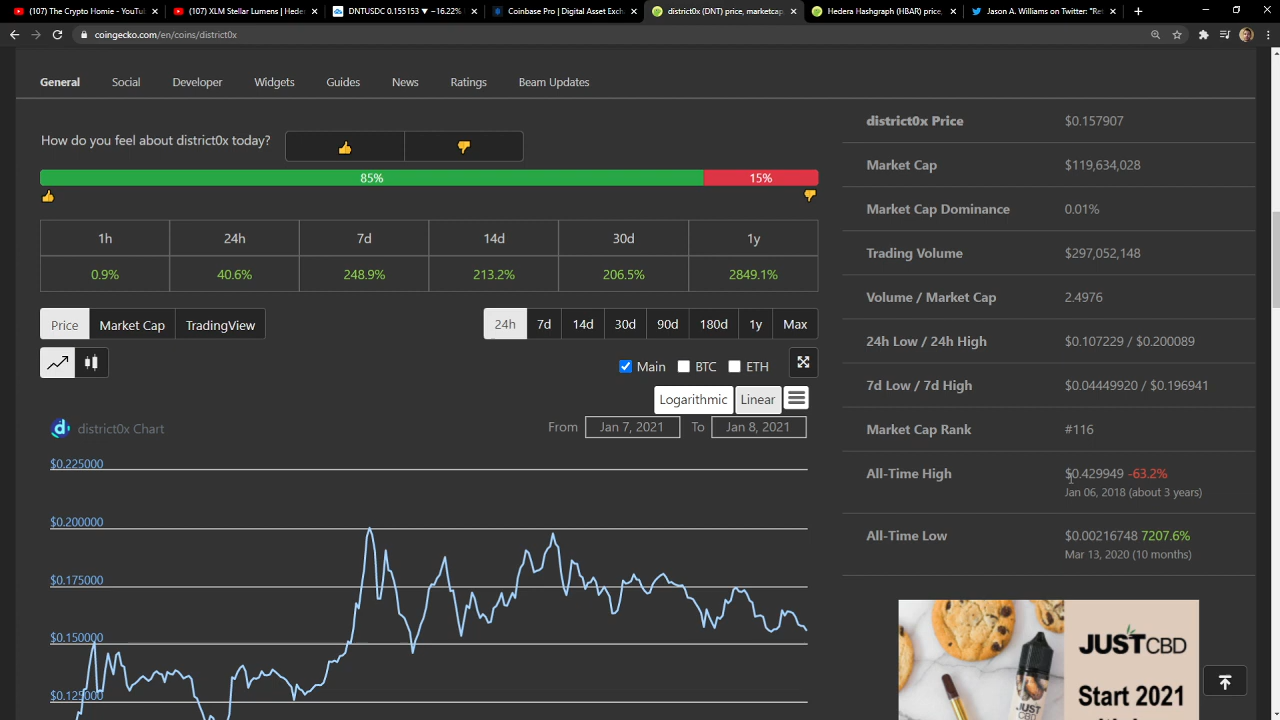 (107) The Crypto Home - YouTu
(107) XLM Stellar Lumens | Hede
DNTUSDC 0.155153 ▼ −16.22%
Coinbase Pro | Digital Asset Exch
district0x (DNT) price, marketcap
Hedera Hashgraph (HBAR) price,
Jason A. Williams on Twitter: "Re
coingecko.com/en/coins/district0x
General
Social
Developer
Widgets
Guides
News
Ratings
Beam Updates
How do you feel about district0x today?
85%
15%
1h 24h 7d 14d 30d 1y
0.9% 40.6% 248.9% 213.2% 206.5% 2849.1%
Price
Market Cap
TradingView
24h 7d 14d 30d 90d 180d 1y Max
Main BTC ETH
Logarithmic Linear
district0x Chart
From Jan 7, 2021 To Jan 8, 2021
$0.225000
$0.200000
$0.175000
$0.150000
$0.125000
district0x Price $0.157907
Market Cap $119,634,028
Market Cap Dominance 0.01%
Trading Volume $297,052,148
Volume / Market Cap 2.4976
24h Low / 24h High $0.107229 / $0.200089
7d Low / 7d High $0.04449920 / $0.196941
Market Cap Rank #116
All-Time High $0.429949 -63.2%
Jan 06, 2018 (about 3 years)
All-Time Low $0.00216748 7207.6%
Mar 13, 2020 (10 months)
JUSTCBD
Start 2021